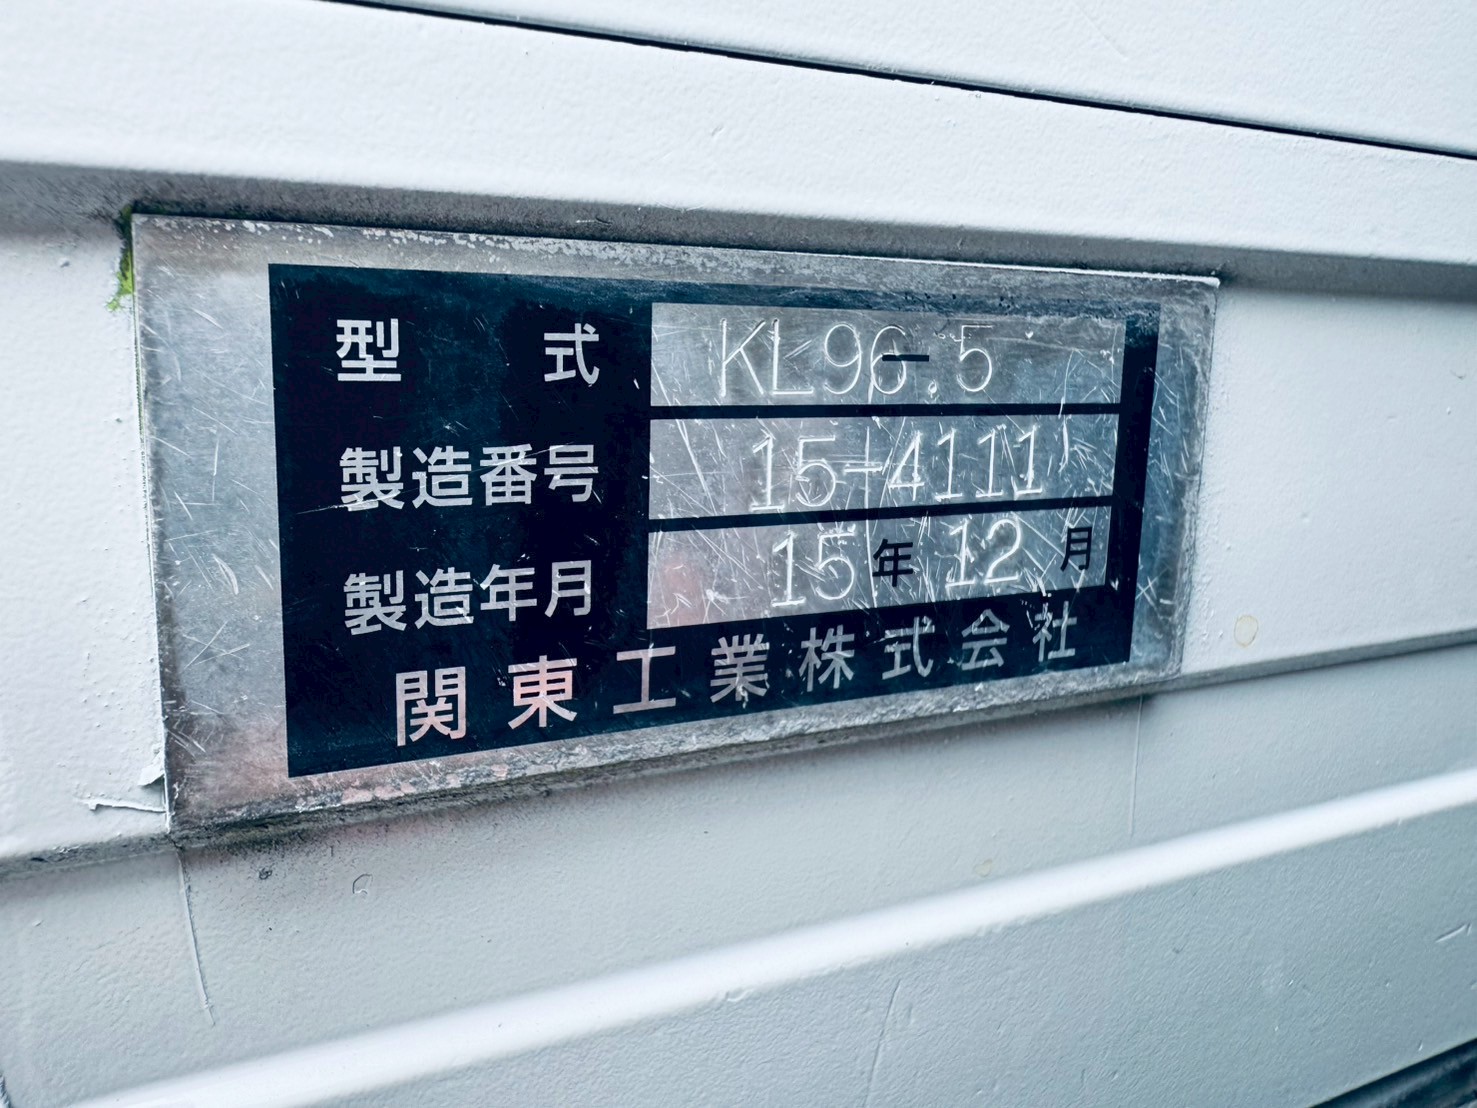 型式 KL96.5
製造番号 15-4111
製造年月 15年12月
関東工業株式会社